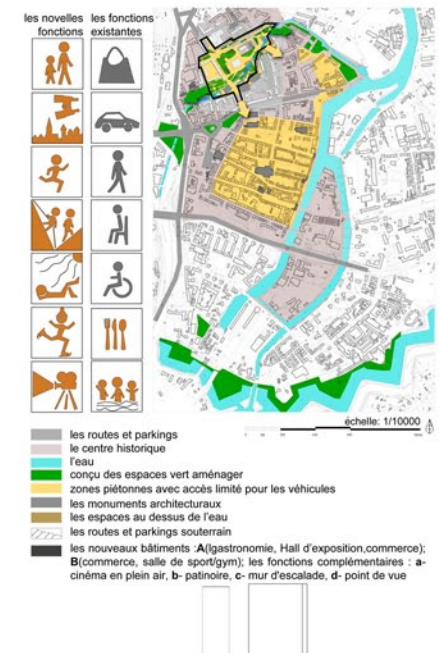 les novelles fonctions
les fonctions existantes
échelle: 1/10000
les routes et parkings
le centre historique
l'eau
conçu des espaces vert aménager
zones piétonnes avec accès limité pour les véhicules
les monuments architecturaux
les espaces au dessus de l'eau
les routes et parkings souterrain
les nouveaux bâtiments :A(lgastronomie, Hall d'exposition,commerce);
B(commerce, salle de sport/gym); les fonctions complémentaires : a-
cinéma en plein air, b- patinoire, c- mur d'escalade, d- point de vue